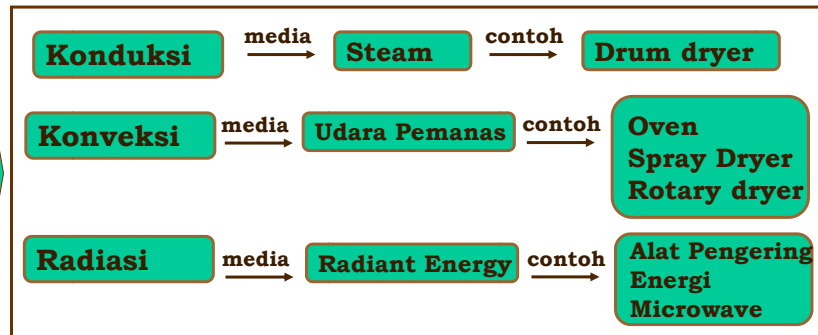 Konduksi media Steam contoh Drum dryer
Konveksi media Udara Pemanas contoh Oven
Spray Dryer
Rotary dryer
Radiasi media Radiant Energy contoh Alat Pengering
Energi
Microwave